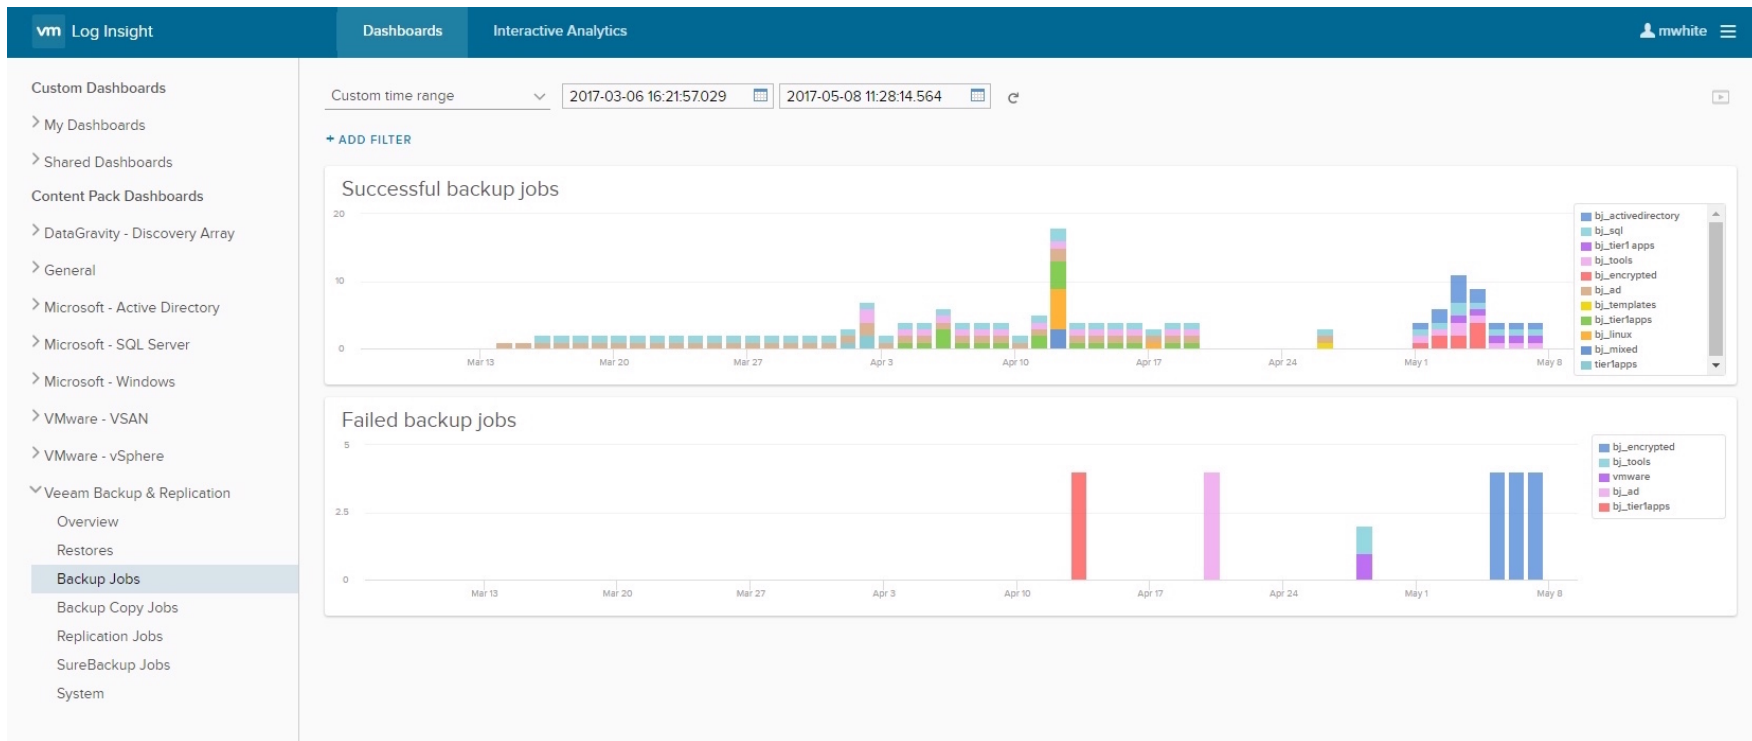 vm Log Insight
Dashboards
Interactive Analytics
mwhite
Custom Dashboards
My Dashboards
Shared Dashboards
Content Pack Dashboards
DataGravity - Discovery Array
General
Microsoft - Active Directory
Microsoft - SQL Server
Microsoft - Windows
VMware - VSAN
VMware - vSphere
Veeam Backup & Replication
Overview
Restores
Backup Jobs
Backup Copy Jobs
Replication Jobs
SureBackup Jobs
System
Custom time range
2017-03-06 16:21:57.029
2017-05-08 11:28:14.564
+ ADD FILTER
Successful backup jobs
20
10
0
Mar 13
Mar 20
Mar 27
Apr 3
Apr 10
Apr 17
Apr 24
May 1
May 8
bj_activedirectory
bj_sql
bj_tier1 apps
bj_tools
bj_encrypted
bj_ad
bj_templates
bj_tier1apps
bj_linux
bj_mixed
tier1apps
Failed backup jobs
5
2.5
0
Mar 13
Mar 20
Mar 27
Apr 3
Apr 10
Apr 17
Apr 24
May 1
May 8
bj_encrypted
bj_tools
vmware
bj_ad
bj_tier1apps